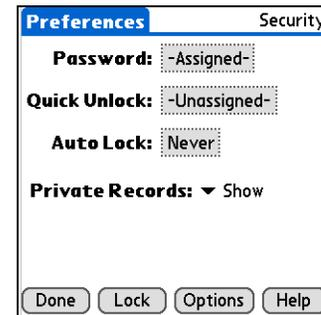 Preferences Security
Password: -Assigned-
Quick Unlock: -Unassigned-
Auto Lock: Never
Private Records: Show
Done Lock Options Help